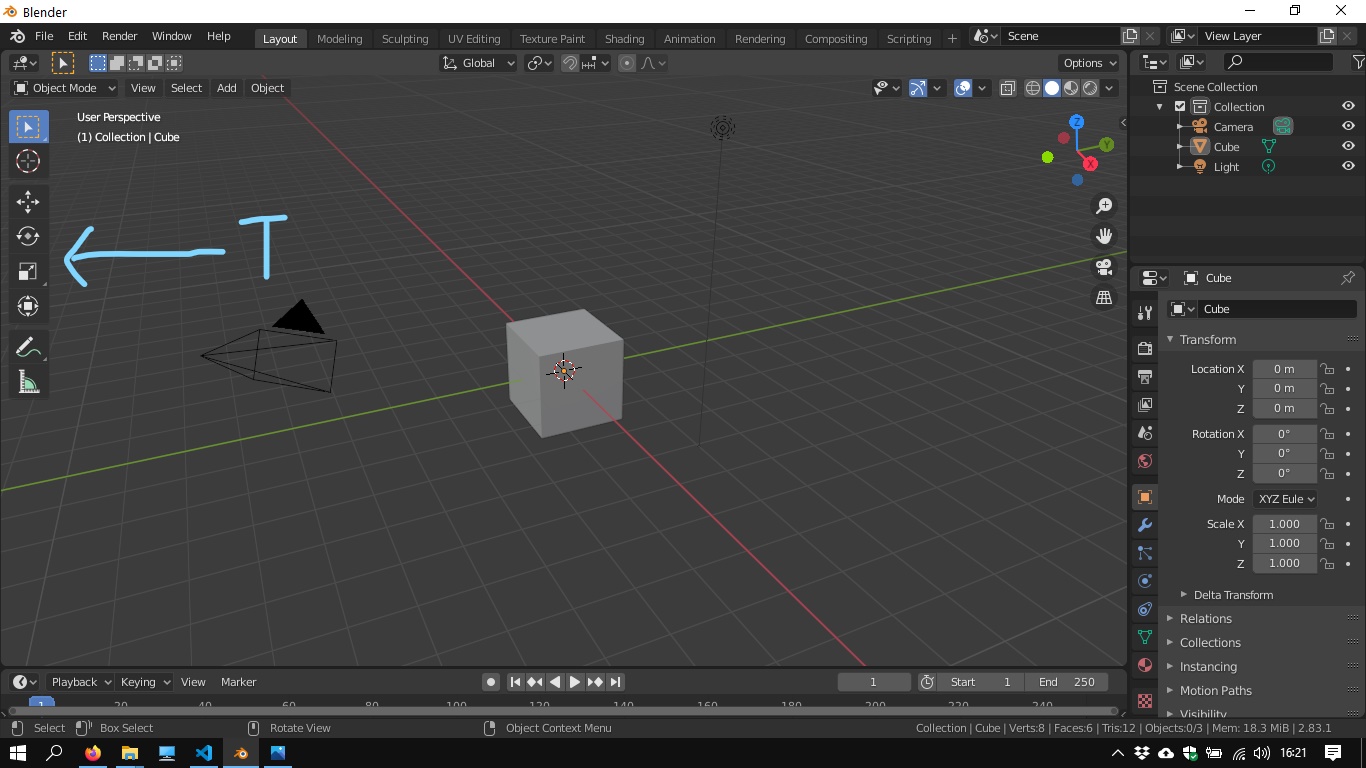 Blender
File Edit Render Window Help Layout Modeling Sculpting UV Editing Texture Paint Shading Animation Rendering Compositing Scripting + Scene View Layer
Global Options
Object Mode View Select Add Object
User Perspective
(1) Collection | Cube
Z
Y
X
T
Scene Collection
Collection
Camera
Cube
Light
Cube
Cube
Transform
Location X 0 m
Y 0 m
Z 0 m
Rotation X 0°
Y 0°
Z 0°
Mode XYZ Eule
Scale X 1.000
Y 1.000
Z 1.000
Delta Transform
Relations
Collections
Instancing
Motion Paths
Visibility
Playback Keying View Marker 1 Start 1 End 250
1 20 40 60 80 100 120 140 160 180 200 220 240
Select Box Select Rotate View Object Context Menu Collection | Cube | Verts:8 | Faces:6 | Tris:12 | Objects:0/3 | Mem: 18.3 MiB | 2.83.1
16:21